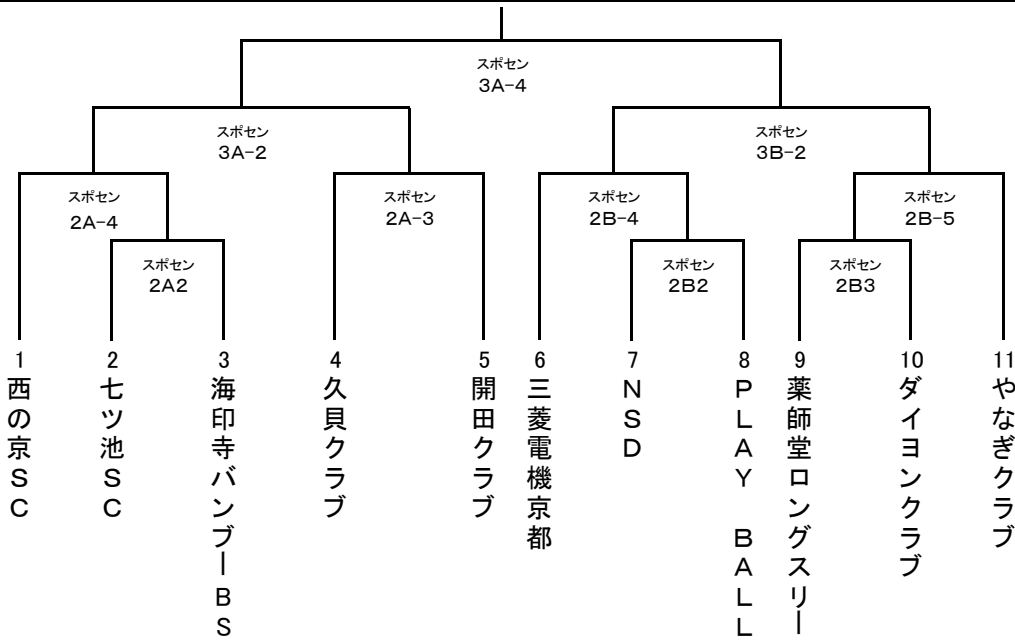 スポセン
3A-4
スポセン
3A-2
スポセン
3B-2
スポセン
2A-4
スポセン
2A-3
スポセン
2B-4
スポセン
2B-5
スポセン
2A2
スポセン
2B2
スポセン
2B3
1
西の京SC
2
七ツ池SC
3
海印寺バンブーBS
4
久貝クラブ
5
開田クラブ
6
三菱電機京都
7
NSD
8
PLAY BALL
9
薬師堂ロングスリー
10
ダイヨンクラブ
11
やなぎクラブ